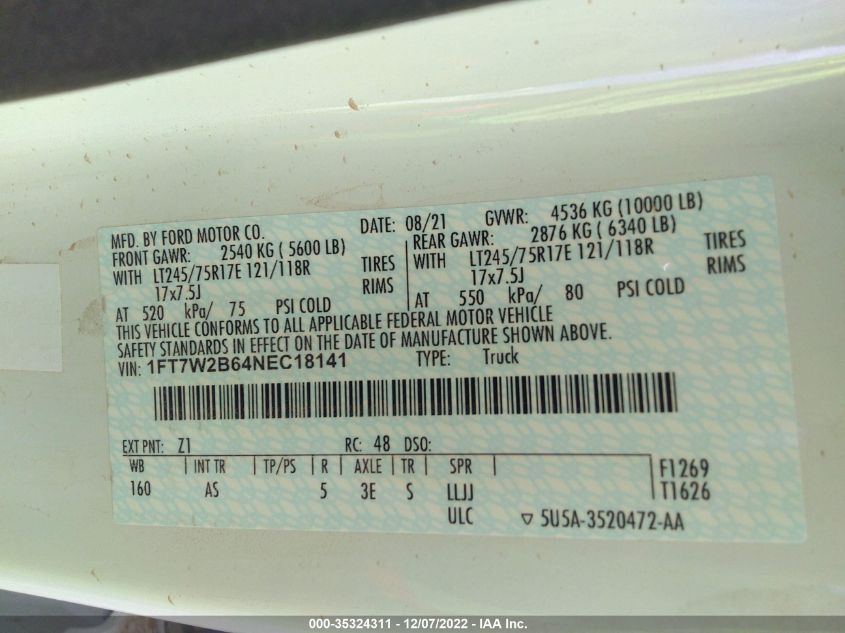 MFD. BY FORD MOTOR CO. DATE: 08/21 GVWR: 4536 KG (10000 LB)
FRONT GAWR: 2540 KG ( 5600 LB) REAR GAWR: 2876 KG ( 6340 LB)
WITH LT245/75R17E 121/118R TIRES WITH LT245/75R17E 121/118R TIRES
17x7.5J RIMS 17x7.5J RIMS
AT 520 kPa/ 75 PSI COLD AT 550 kPa/ 80 PSI COLD
THIS VEHICLE CONFORMS TO ALL APPLICABLE FEDERAL MOTOR VEHICLE
SAFETY STANDARDS IN EFFECT ON THE DATE OF MANUFACTURE SHOWN ABOVE.
VIN: 1FT7W2B64NEC18141 TYPE: Truck
EXT PNT: Z1 RC: 48 DSO:
WB INT TR TP/PS R AXLE TR SPR F1269
160 AS 5 3E S LLJJ T1626
ULC ▽ 5U5A-3520472-AA
000-35324311 - 12/07/2022 - IAA Inc.